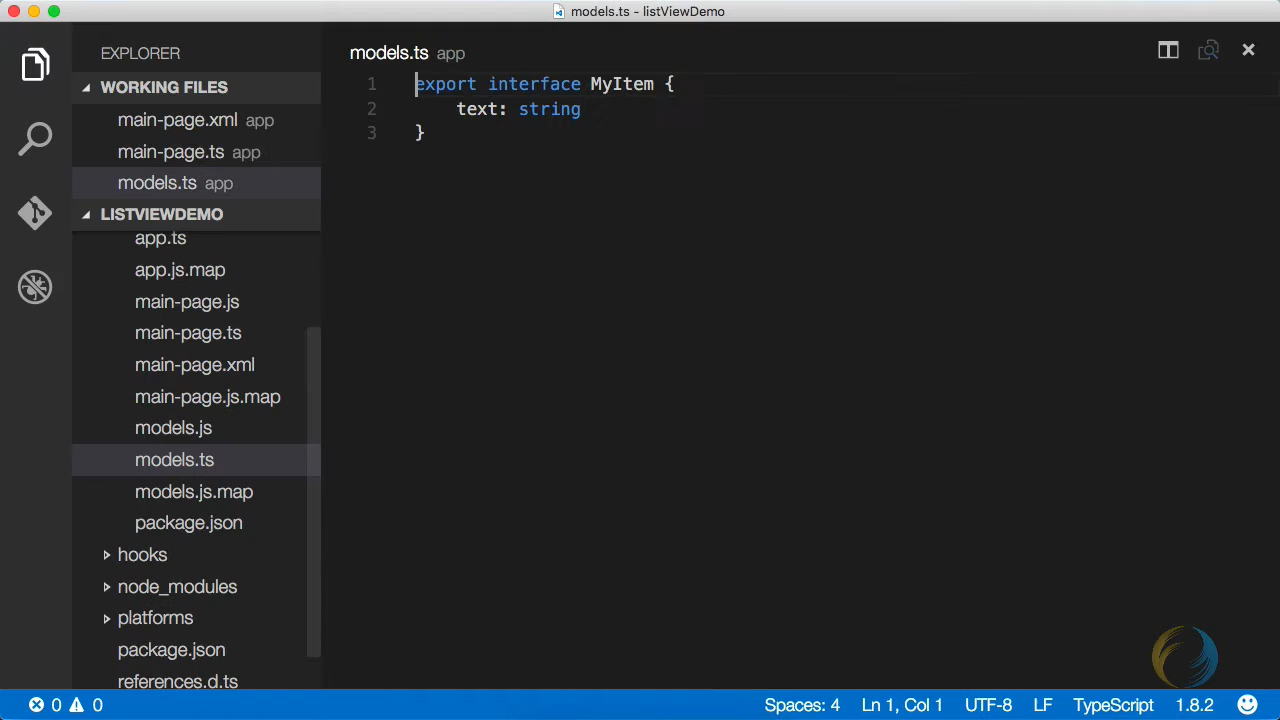 models.ts - listViewDemo
EXPLORER
WORKING FILES
main-page.xml app
main-page.ts app
models.ts app
LISTVIEWDEMO
app.ts
app.js.map
main-page.js
main-page.ts
main-page.xml
main-page.js.map
models.js
models.ts
models.js.map
package.json
hooks
node_modules
platforms
package.json
references.d.ts
models.ts app
1 export interface MyItem {
2 text: string
3 }
0 0 Spaces: 4 Ln 1, Col 1 UTF-8 LF TypeScript 1.8.2